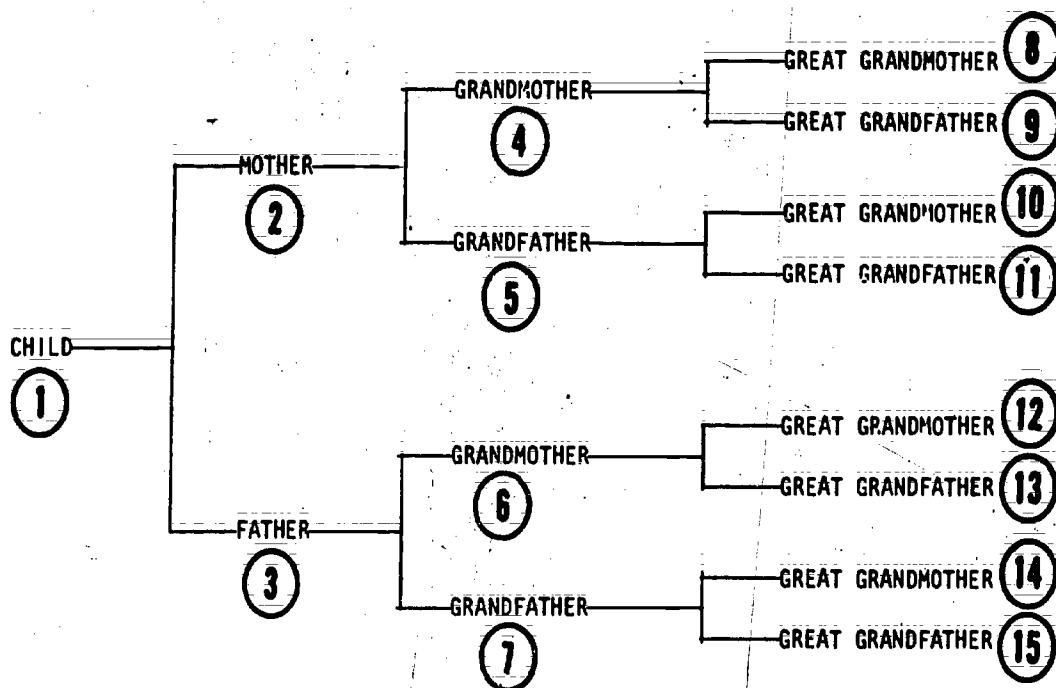 GREAT GRANDMOTHER 8
GRANDMOTHER
4
GREAT GRANDFATHER 9
MOTHER
2
GREAT GRANDMOTHER 10
GRANDFATHER
5
GREAT GRANDFATHER 11
CHILD
1
GREAT GRANDMOTHER 12
GRANDMOTHER
6
GREAT GRANDFATHER 13
FATHER
3
GREAT GRANDMOTHER 14
GRANDFATHER
7
GREAT GRANDFATHER 15